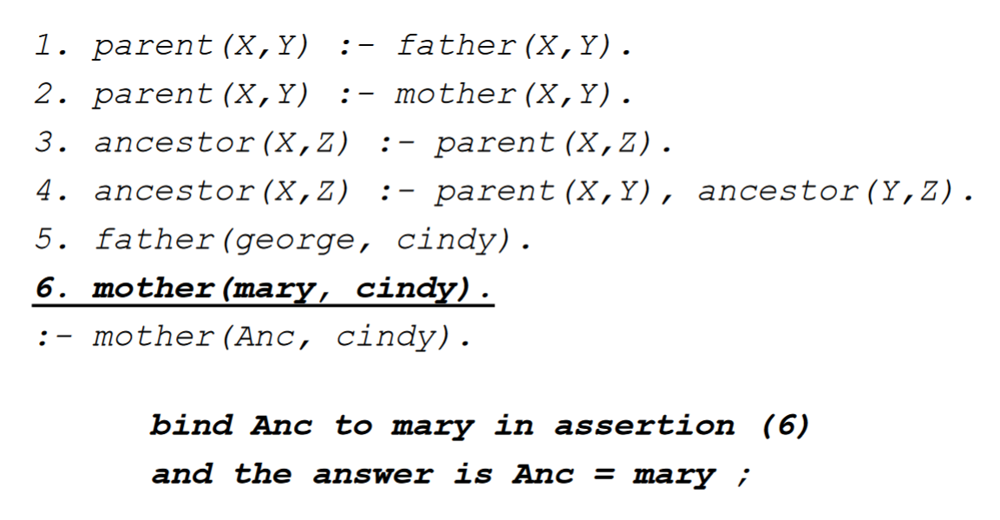 1. parent(X,Y) :- father(X,Y).
2. parent(X,Y) :- mother(X,Y).
3. ancestor(X,Z) :- parent(X,Z).
4. ancestor(X,Z) :- parent(X,Y), ancestor(Y,Z).
5. father(george, cindy).
6. mother(mary, cindy).
:- mother(Anc, cindy).
bind Anc to mary in assertion (6)
and the answer is Anc = mary ;